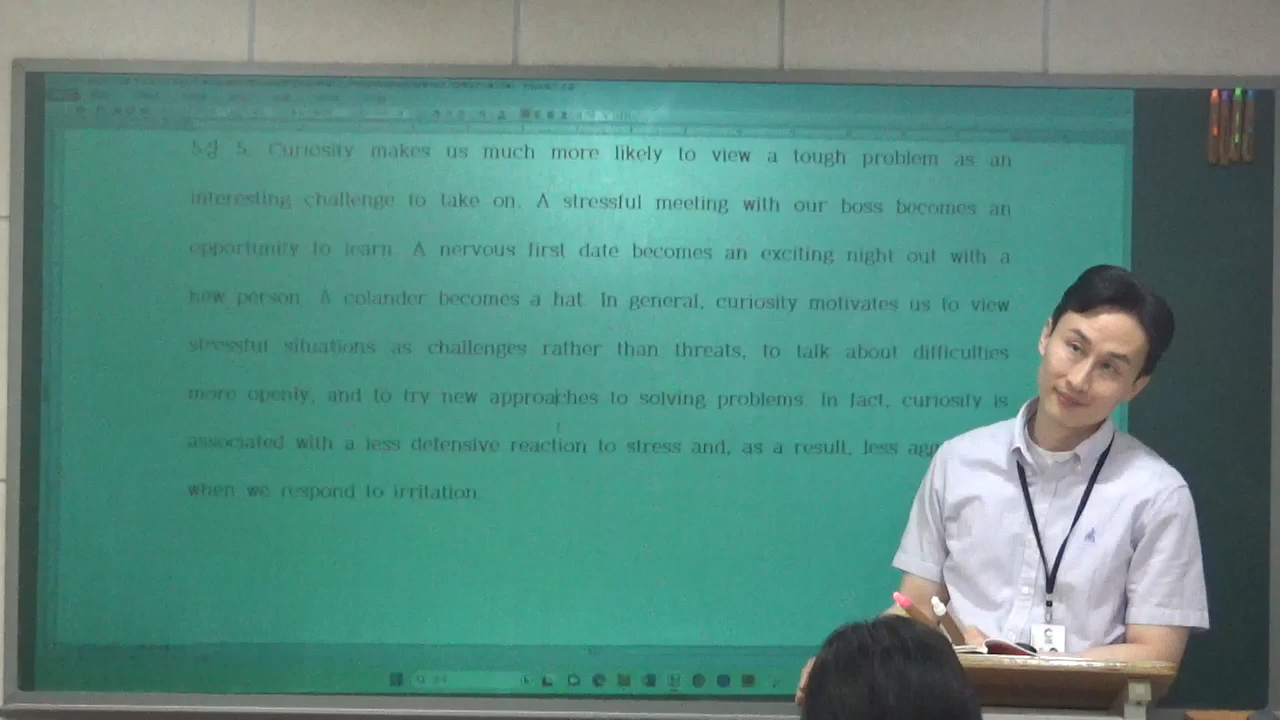 5강 5. Curiosity makes us much more likely to view a tough problem as an
interesting challenge to take on. A stressful meeting with our boss becomes an
opportunity to learn. A nervous first date becomes an exciting night out with a
new person. A colander becomes a hat. In general, curiosity motivates us to view
stressful situations as challenges rather than threats, to talk about difficulties
more openly, and to try new approaches to solving problems. In fact, curiosity is
associated with a less defensive reaction to stress and, as a result, less
when we respond to irritation.